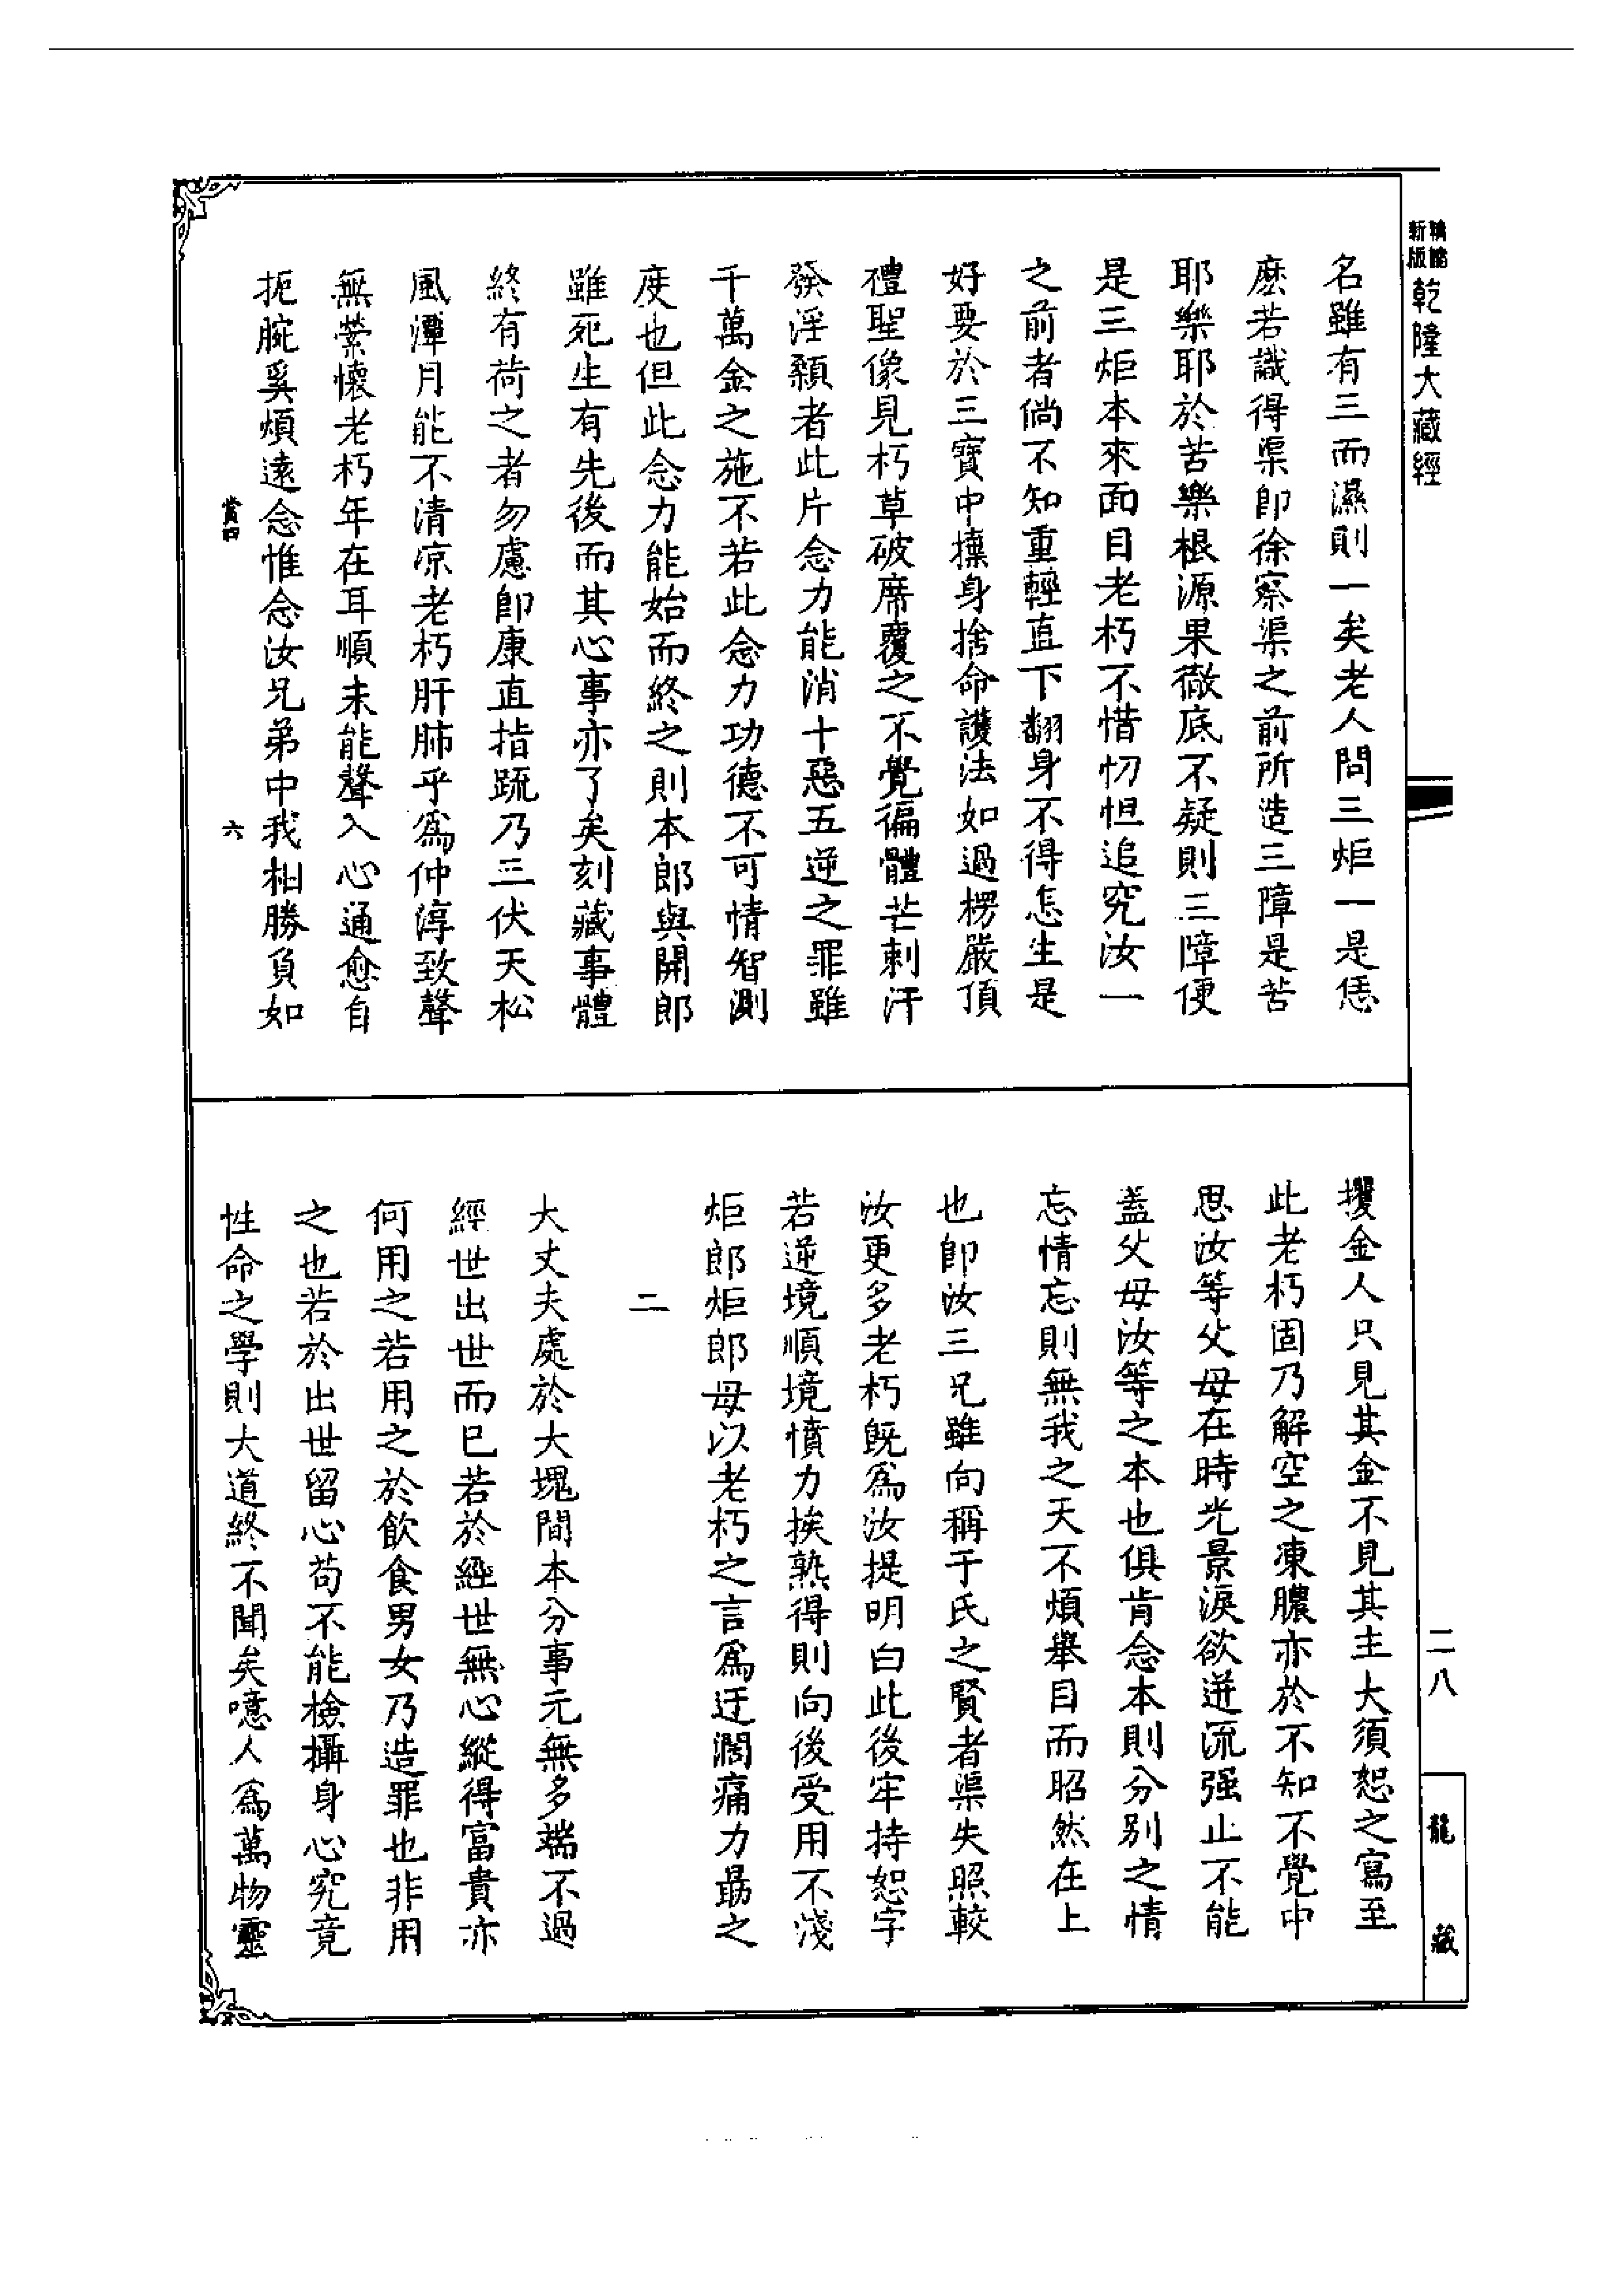 新版
乾隆大藏經
名雖有三而濕則一矣老人問三炬一是恁
麽若識得渠卽徐察渠之前所造三障是苦
耶樂耶於苦樂根源果徹底不疑則三障便
是三炬本來面目老朽不惜忉怛追究汝一
之前者倘不知重輕直下翻身不得怎生是
好要於三寶中攘身捨命護法如過楞嚴頂
禮聖像見朽草破席覆之不覺徧體芒刺汗
發淫顙者此片念力能消十惡五逆之罪雖
千萬金之施不若此念力功德不可情智測
度也但此念力能始而終之則本郎與開郎
雖死生有先後而其心事亦了矣刻藏事體
終有荷之者勿慮卽康直指䟽乃三伏天松
風潭月能不清凉老朽肝肺乎爲仲淳致聲
無縈懷老朽年在耳順未能聲入心通愈自
扼腕奚煩遠念惟念汝兄弟中我相勝負如
六
攫金人只見其金不見其主大須恕之寫至
此老朽固乃解空之凍膿亦於不知不覺中
思汝等父母在時光景淚欲迸流强止不能
蓋父母汝等之本也俱肯念本則分別之情
忘情忘則無我之天不煩舉目而昭然在上
也卽汝三兄雖向稱于氏之賢者渠失照較
汝更多老朽旣爲汝提明白此後牢持恕字
若逆境順境憤力挨熟得則向後受用不淺
炬郎炬郎毋以老朽之言爲迂濶痛力勗之
二
大丈夫處於大塊間本分事元無多端不過
經世出世而已若於經世無心縱得富貴亦
何用之若用之於飲食男女乃造罪也非用
之也若於出世留心苟不能檢攝身心究竟
性命之學則大道終不聞矣噫人爲萬物靈
二八
龍藏